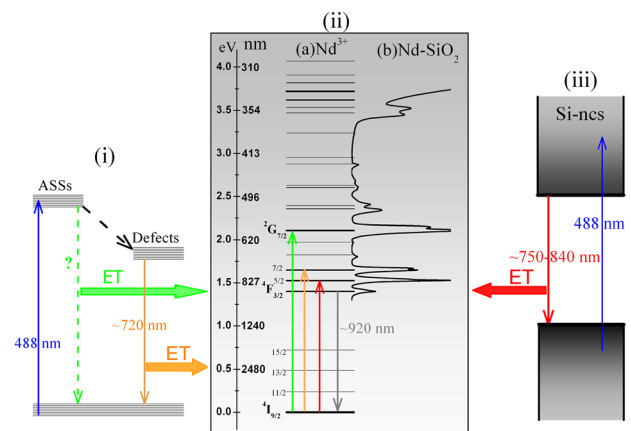 (i)
ASSs
Defects
?
ET
488 nm
~720 nm
ET
(ii)
eV nm
(a)Nd³⁺
(b)Nd-SiO₂
4.0 310
3.5 354
3.0 413
2.5 496
2.0 620
1.5 827
1.0 1240
0.5 2480
0.0
²G₇/₂
7/2
5/2
⁴F₃/₂
~920 nm
15/2
13/2
11/2
⁴I₉/₂
(iii)
Si-ncs
488 nm
~750-840 nm
ET